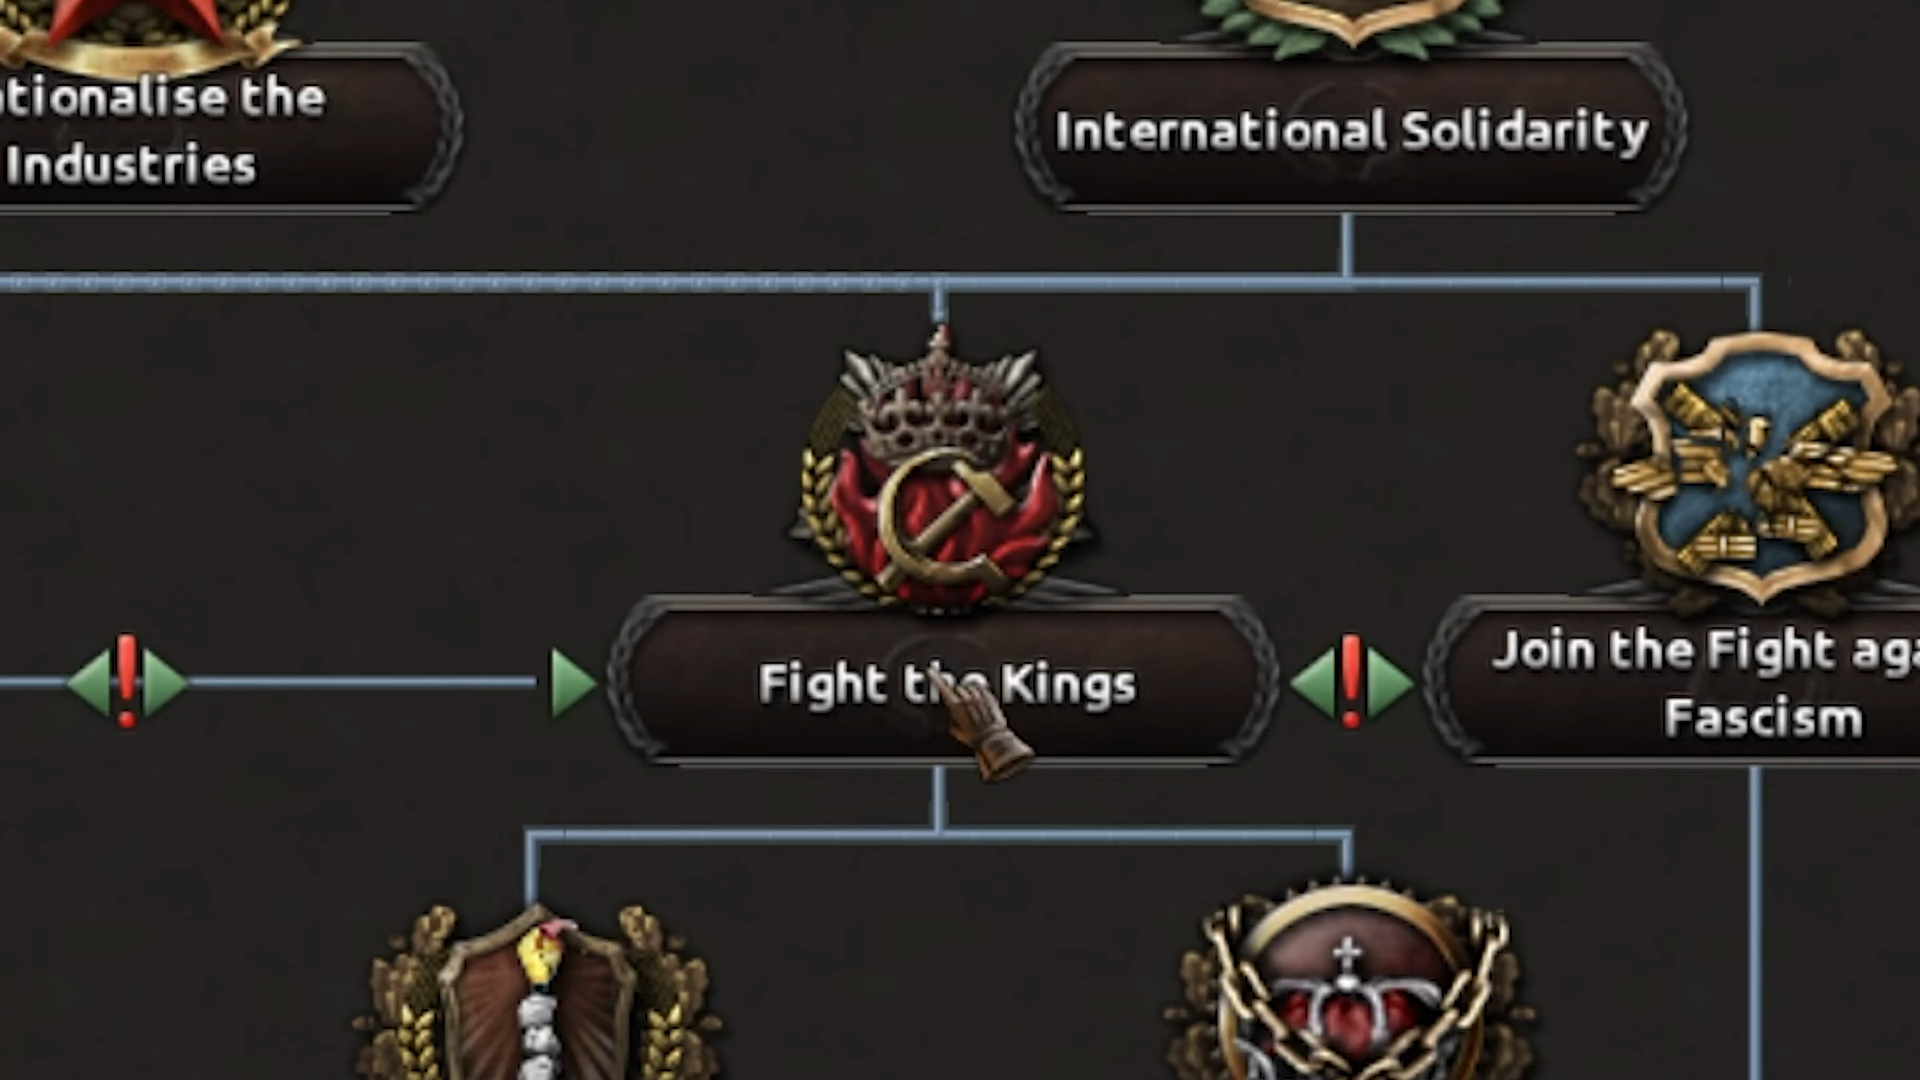 tionalise the
Industries
International Solidarity
Fight the Kings
Join the Fight aga
Fascism